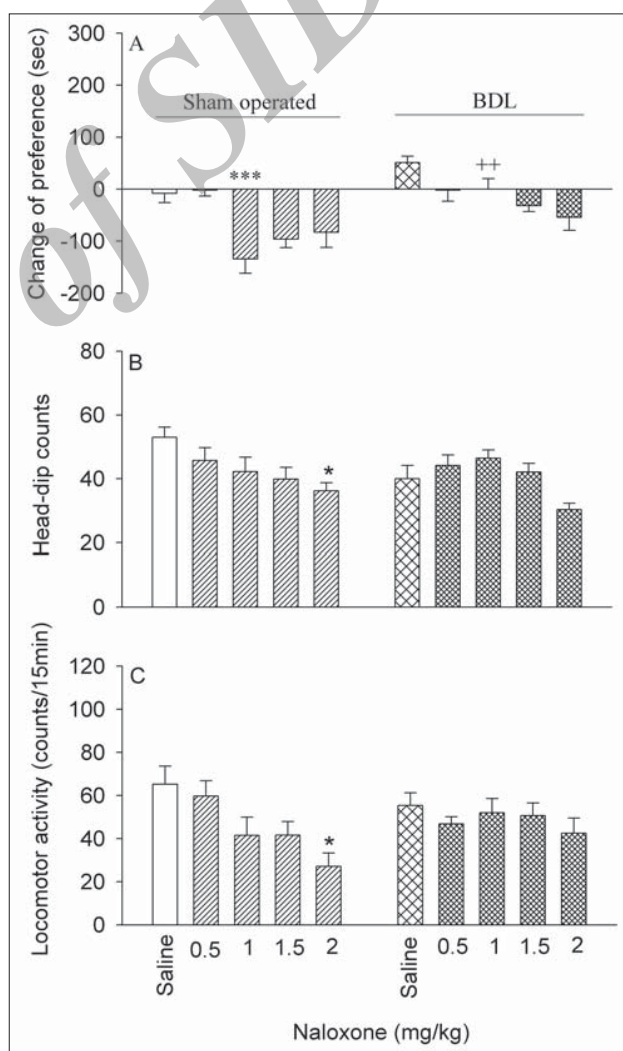 of SID
A
Change of preference (sec)
300
200
100
0
-100
-200
Sham operated
BDL
***
++
B
Head-dip counts
80
60
40
20
0
*
C
Locomotor activity (counts/15min)
120
100
80
60
40
20
0
*
Saline 0.5 1 1.5 2 Saline 0.5 1 1.5 2
Naloxone (mg/kg)